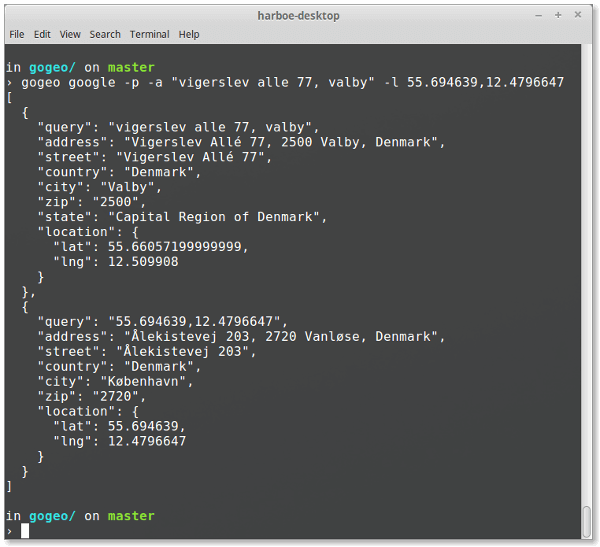 harboe-desktop
File Edit View Search Terminal Help
in gogeo/ on master
› gogeo google -p -a "vigerslev alle 77, valby" -l 55.694639,12.4796647
[
  {
    "query": "vigerslev alle 77, valby",
    "address": "Vigerslev Allé 77, 2500 Valby, Denmark",
    "street": "Vigerslev Allé 77",
    "country": "Denmark",
    "city": "Valby",
    "zip": "2500",
    "state": "Capital Region of Denmark",
    "location": {
      "lat": 55.66057199999999,
      "lng": 12.509908
    }
  },
  {
    "query": "55.694639,12.4796647",
    "address": "Ålekistevej 203, 2720 Vanløse, Denmark",
    "street": "Ålekistevej 203",
    "country": "Denmark",
    "city": "København",
    "zip": "2720",
    "location": {
      "lat": 55.694639,
      "lng": 12.4796647
    }
  }
]
in gogeo/ on master
›